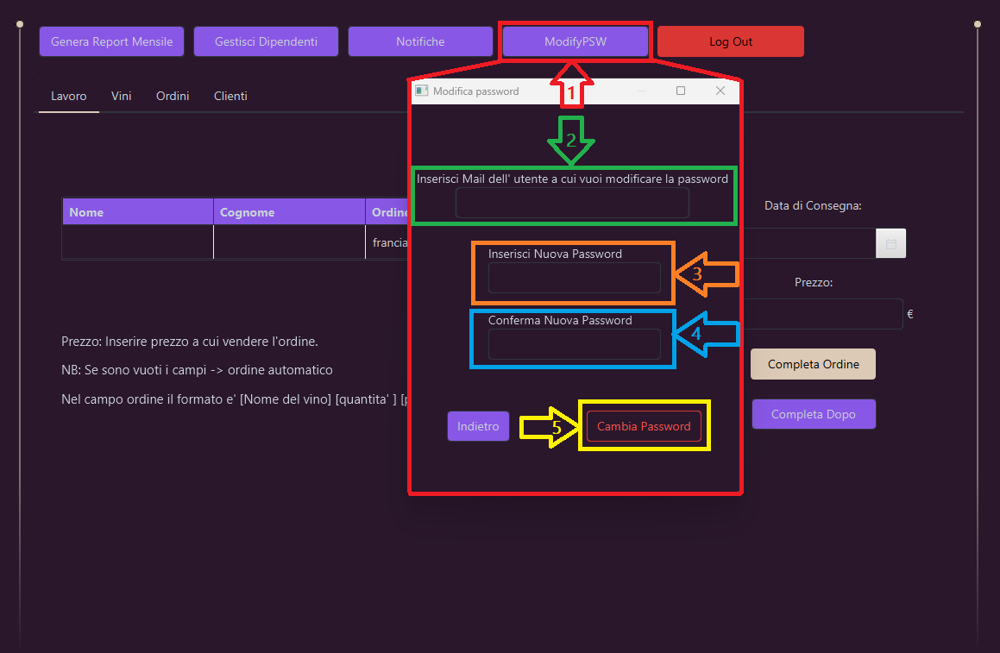 Genera Report Mensile
Gestisci Dipendenti
Notifiche
ModifyPSW
Log Out
Lavoro
Vini
Ordini
Clienti
Modifica password
1
2
Inserisci Mail dell' utente a cui vuoi modificare la password
Nome
Cognome
Ordine
francia
Data di Consegna:
Inserisci Nuova Password
3
Prezzo:
€
Conferma Nuova Password
4
Prezzo: Inserire prezzo a cui vendere l'ordine.
NB: Se sono vuoti i campi -> ordine automatico
Nel campo ordine il formato e' [Nome del vino] [quantita' ] [p
Completa Ordine
Indietro
5
Cambia Password
Completa Dopo